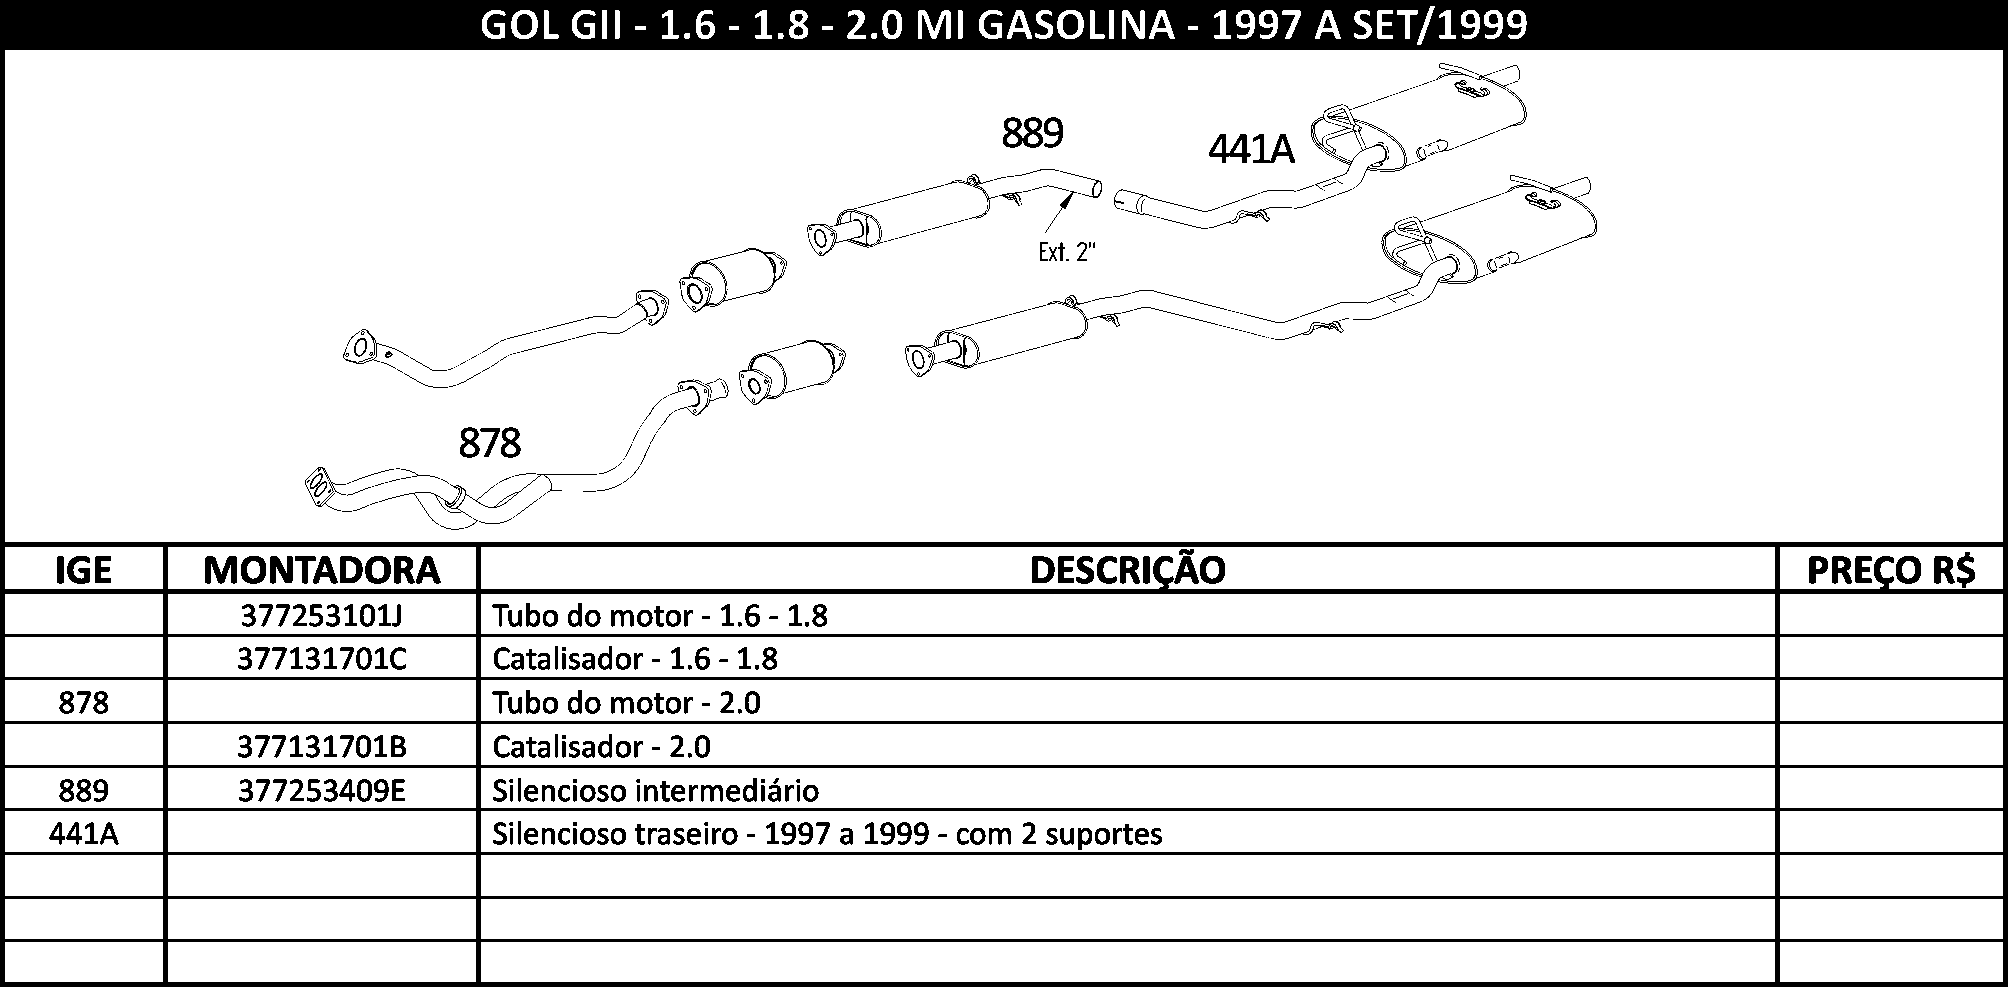 GOL GII - 1.6 - 1.8 - 2.0 MI GASOLINA - 1997 A SET/1999
889
441A
Ext. 2"
878
IGE MONTADORA DESCRIÇÃO PREÇO R$
377253101J Tubo do motor - 1.6 - 1.8
377131701C Catalisador - 1.6 - 1.8
878 Tubo do motor - 2.0
377131701B Catalisador - 2.0
889 377253409E Silencioso intermediário
441A Silencioso traseiro - 1997 a 1999 - com 2 suportes